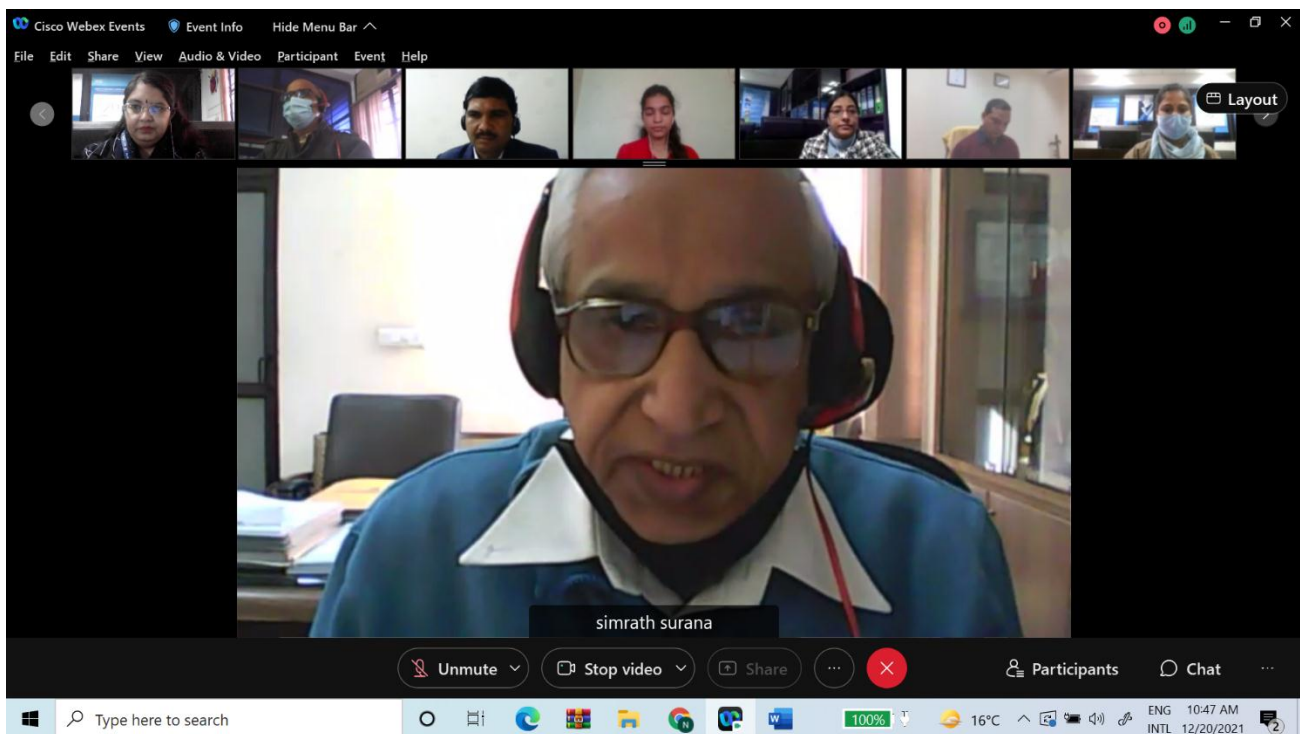 Cisco Webex Events Event Info Hide Menu Bar
File Edit Share View Audio & Video Participant Event Help
Layout
simrath surana
Unmute Stop video Share Participants Chat
Type here to search 100% 16°C ENG 10:47 AM
INTL 12/20/2021 2